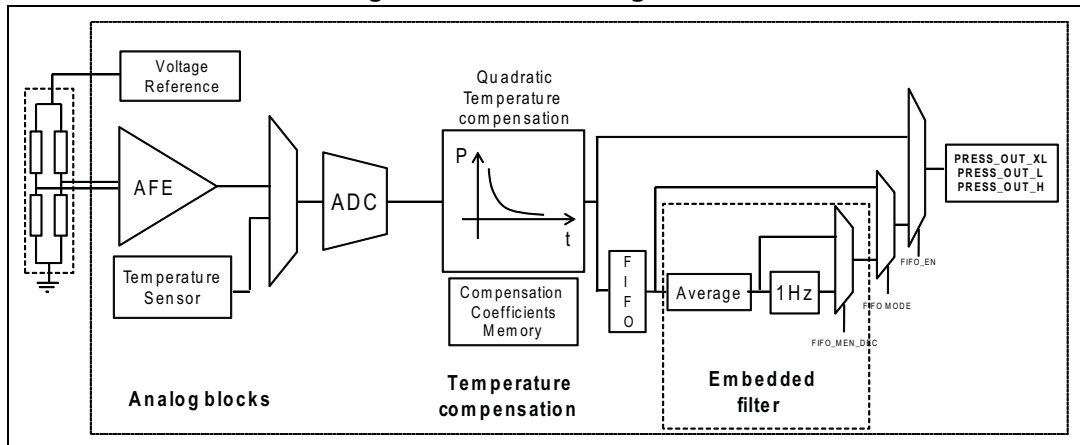 Voltage
Reference
AFE
Temperature
Sensor
ADC
Quadratic
Temperature
compensation
P
t
Compensation
Coefficients
Memory
F
I
F
O
Average
1Hz
FIFO_MEN_DEC
FIFO MODE
FIFO_EN
PRESS_OUT_XL
PRESS_OUT_L
PRESS_OUT_H
Analog blocks
Temperature
compensation
Embedded
filter